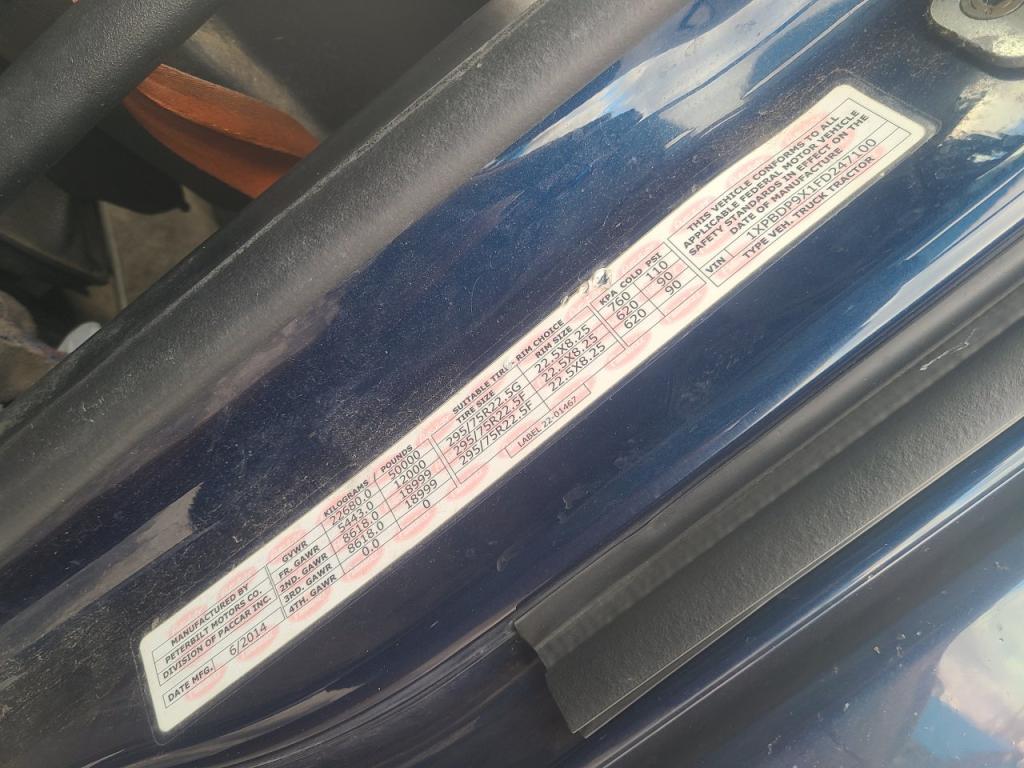 MANUFACTURED BY
PETERBILT MOTORS CO.
DIVISION OF PACCAR INC.
DATE MFG. 6/2014
KILOGRAMS POUNDS
GVWR 22680.0 50000
FR. GAWR 5443.0 12000
2ND. GAWR 8618.0 18999
3RD. GAWR 8618.0 18999
4TH. GAWR 0.0 0
SUITABLE TIRE - RIM CHOICE
TIRE SIZE RIM SIZE KPA COLD PSI
295/75R22.5G 22.5X8.25 760 110
295/75R22.5F 22.5X8.25 620 90
295/75R22.5F 22.5X8.25 620 90
LABEL 22-01467
THIS VEHICLE CONFORMS TO ALL
APPLICABLE FEDERAL MOTOR VEHICLE
SAFETY STANDARDS IN EFFECT ON THE
DATE OF MANUFACTURE
VIN 1XPBDP9X1FD247100
TYPE VEH. TRUCK TRACTOR